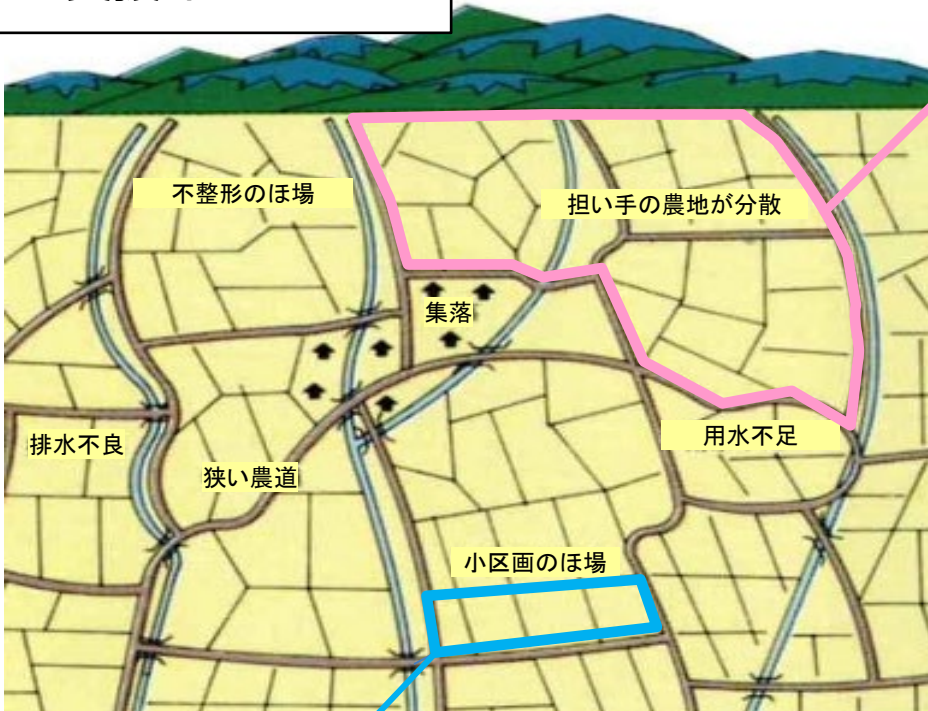 不整形のほ場
担い手の農地が分散
集落
排水不良
狭い農道
用水不足
小区画のほ場